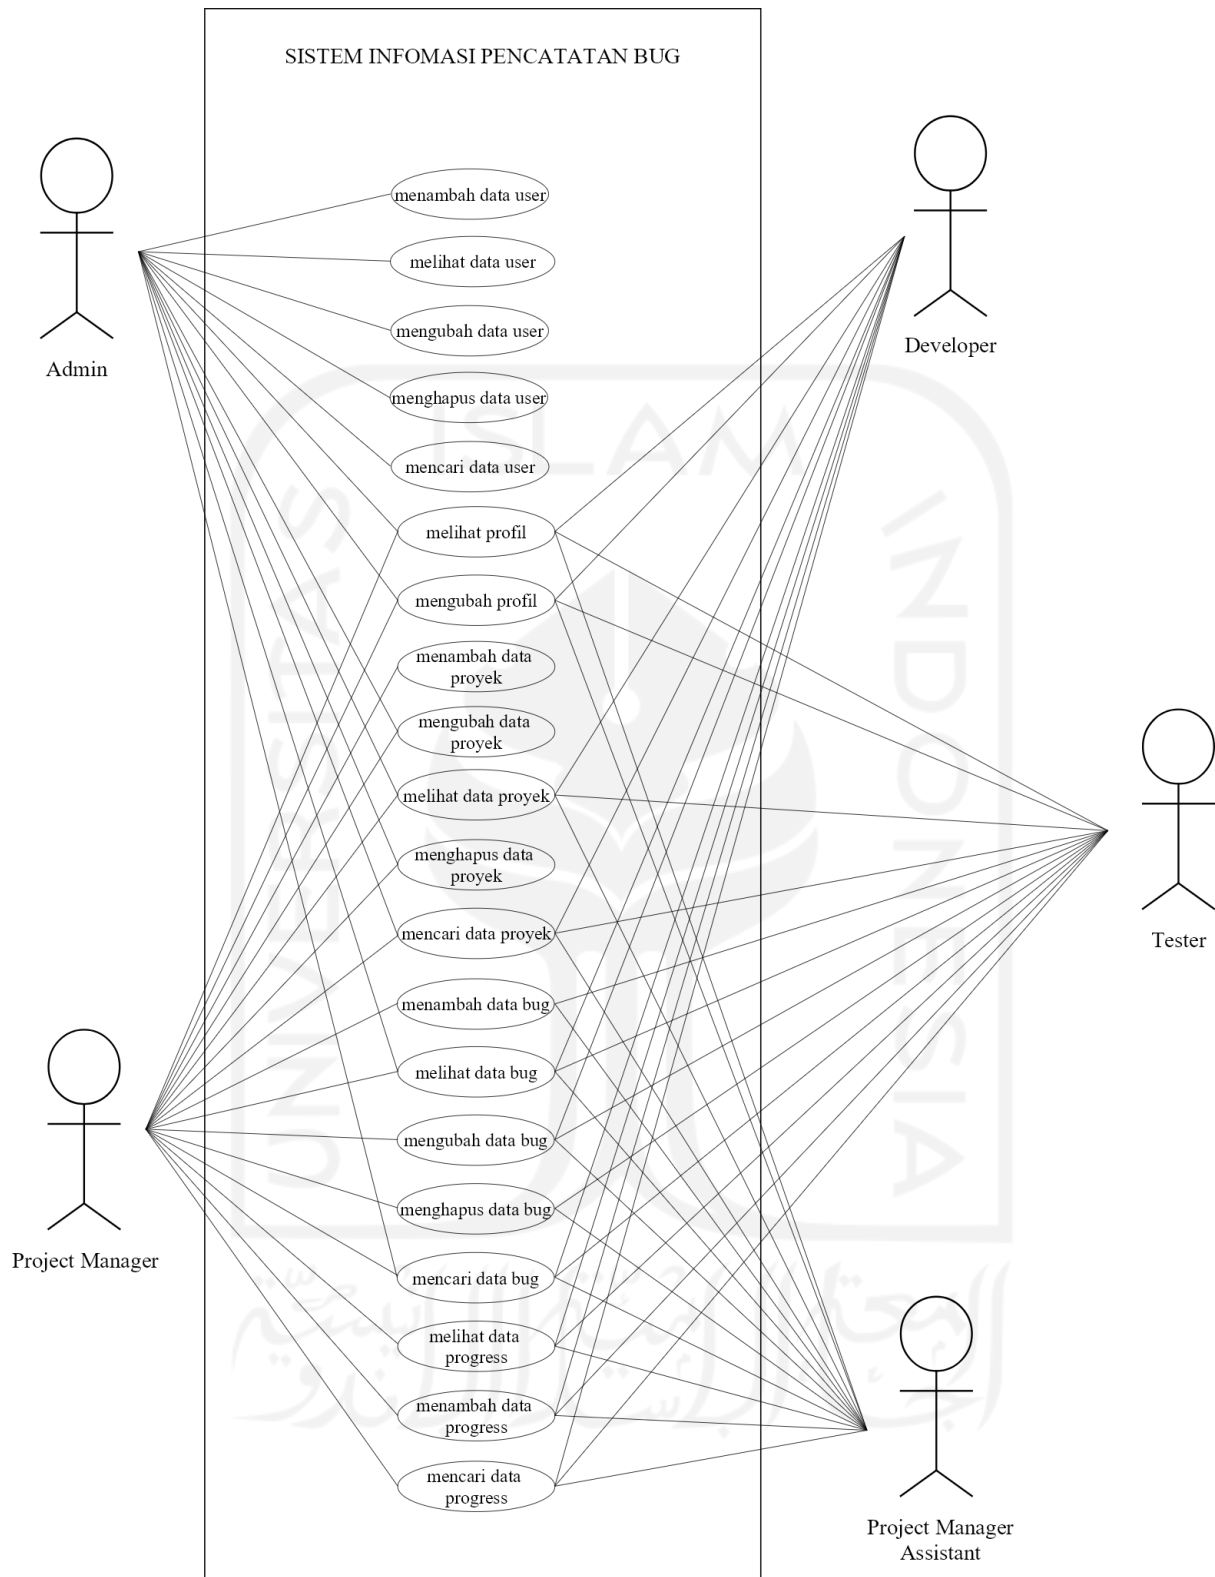 SISTEM INFOMASI PENCATATAN BUG
Admin
Project Manager
menambah data user
melihat data user
mengubah data user
menghapus data user
mencari data user
melihat profil
mengubah profil
menambah data
proyek
mengubah data
proyek
melihat data proyek
menghapus data
proyek
mencari data proyek
menambah data bug
melihat data bug
mengubah data bug
menghapus data bug
mencari data bug
melihat data
progress
menambah data
progress
mencari data
progress
Developer
Tester
Project Manager
Assistant
ISLAM
UNIVERSITAS
INDONESIA